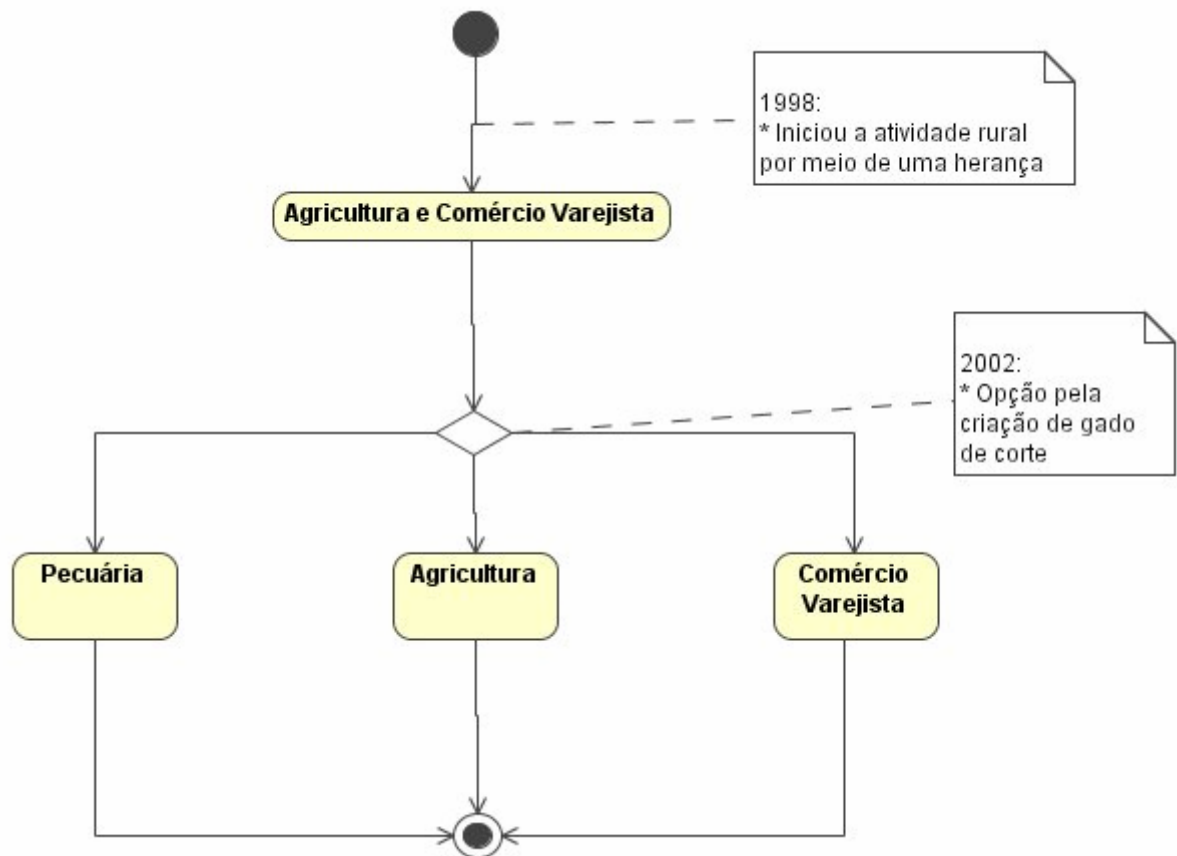 1998:
* Iniciou a atividade rural
por meio de uma herança
Agricultura e Comércio Varejista
2002:
* Opção pela
criação de gado
de corte
Pecuária
Agricultura
Comércio
Varejista